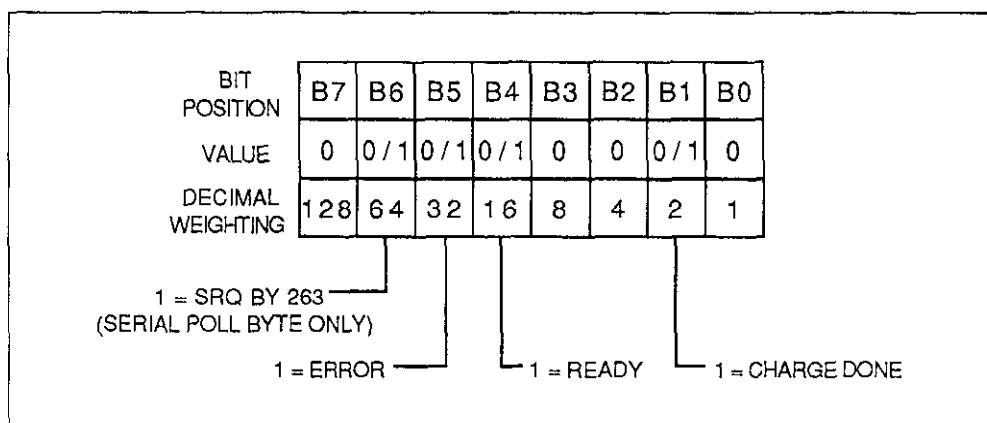 BIT POSITION B7 B6 B5 B4 B3 B2 B1 B0
VALUE 0 0/1 0/1 0/1 0 0 0/1 0
DECIMAL WEIGHTING 128 64 32 16 8 4 2 1
1 = SRQ BY 263
(SERIAL POLL BYTE ONLY)
1 = ERROR 1 = READY 1 = CHARGE DONE